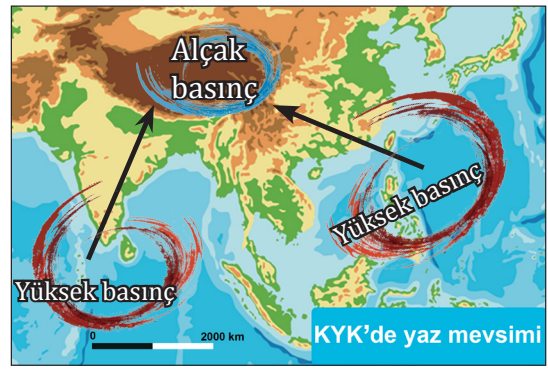 Alçak
basınç
Yüksek basınç
Yüksek basınç
0 2000 km
KYK’de yaz mevsimi